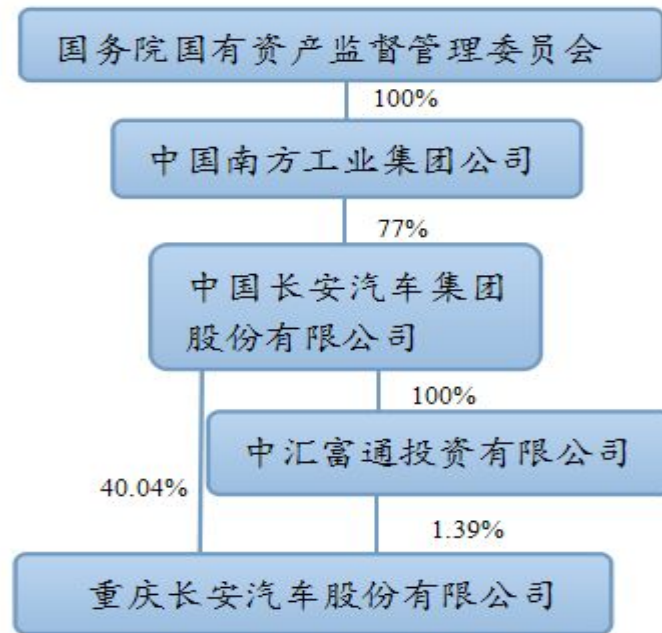 国务院国有资产监督管理委员会
100%
中国南方工业集团公司
77%
中国长安汽车集团
股份有限公司
100%
中汇富通投资有限公司
40.04%
1.39%
重庆长安汽车股份有限公司